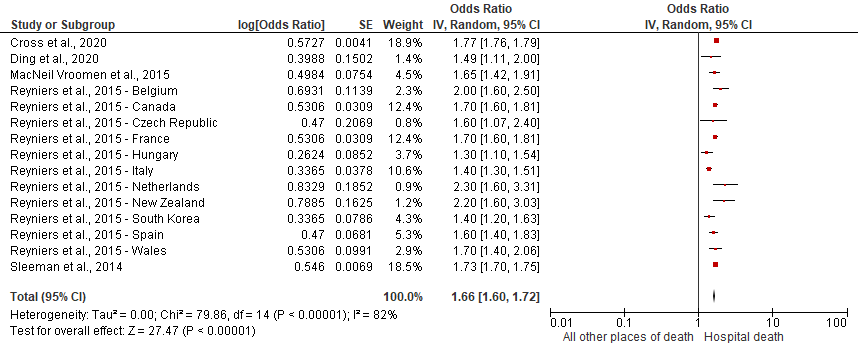 Odds Ratio Odds Ratio
Study or Subgroup log[Odds Ratio] SE Weight IV, Random, 95% CI IV, Random, 95% CI
Cross et al., 2020 0.5727 0.0041 18.9% 1.77 [1.76, 1.79]
Ding et al., 2020 0.3988 0.1502 1.4% 1.49 [1.11, 2.00]
MacNeil Vroomen et al., 2015 0.4984 0.0754 4.5% 1.65 [1.42, 1.91]
Reyniers et al., 2015 - Belgium 0.6931 0.1139 2.3% 2.00 [1.60, 2.50]
Reyniers et al., 2015 - Canada 0.5306 0.0309 12.4% 1.70 [1.60, 1.81]
Reyniers et al., 2015 - Czech Republic 0.47 0.2069 0.8% 1.60 [1.07, 2.40]
Reyniers et al., 2015 - France 0.5306 0.0309 12.4% 1.70 [1.60, 1.81]
Reyniers et al., 2015 - Hungary 0.2624 0.0852 3.7% 1.30 [1.10, 1.54]
Reyniers et al., 2015 - Italy 0.3365 0.0378 10.6% 1.40 [1.30, 1.51]
Reyniers et al., 2015 - Netherlands 0.8329 0.1852 0.9% 2.30 [1.60, 3.31]
Reyniers et al., 2015 - New Zealand 0.7885 0.1625 1.2% 2.20 [1.60, 3.03]
Reyniers et al., 2015 - South Korea 0.3365 0.0786 4.3% 1.40 [1.20, 1.63]
Reyniers et al., 2015 - Spain 0.47 0.0681 5.3% 1.60 [1.40, 1.83]
Reyniers et al., 2015 - Wales 0.5306 0.0991 2.9% 1.70 [1.40, 2.06]
Sleeman et al., 2014 0.546 0.0069 18.5% 1.73 [1.70, 1.75]
Total (95% CI) 100.0% 1.66 [1.60, 1.72]
Heterogeneity: Tau² = 0.00; Chi² = 79.86, df = 14 (P < 0.00001); I² = 82%
Test for overall effect: Z = 27.47 (P < 0.00001)
0.01 0.1 1 10 100
All other places of death Hospital death